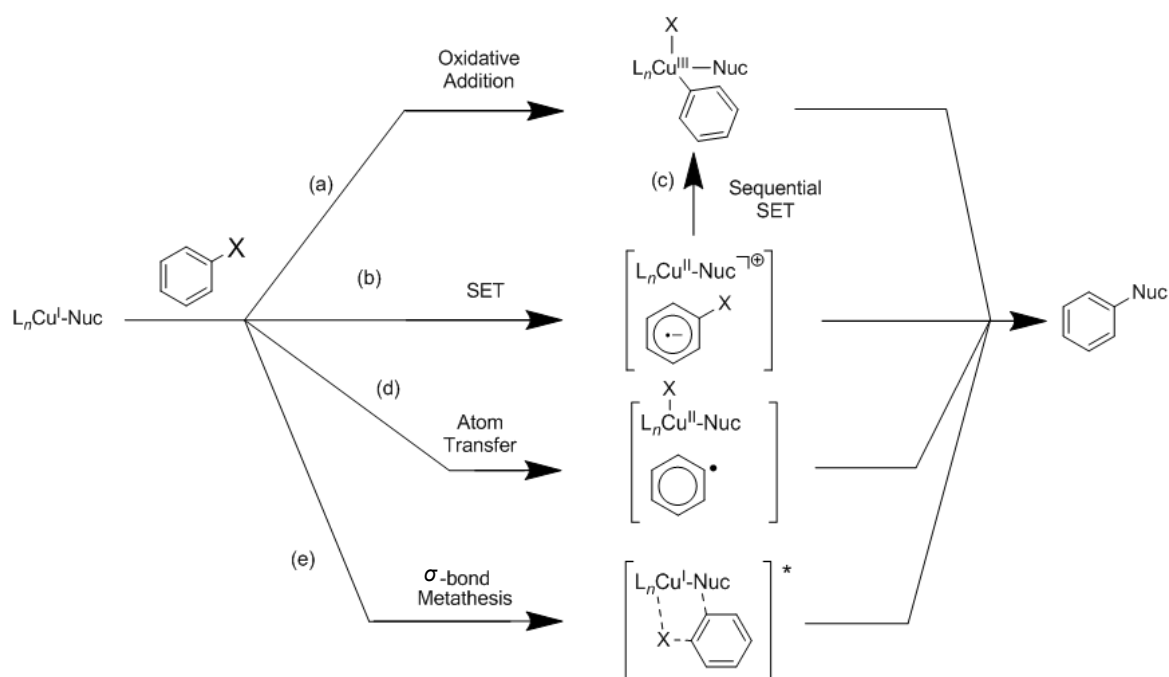 Oxidative
Addition
X
LnCuIII—Nuc
(a)
(c)
Sequential
SET
X
(b)
SET
LnCuI-Nuc
LnCuII-Nuc ⊕
X
•−
Nuc
(d)
Atom
Transfer
X
LnCuII-Nuc
•
(e)
σ-bond
Metathesis
LnCuI-Nuc
X
*